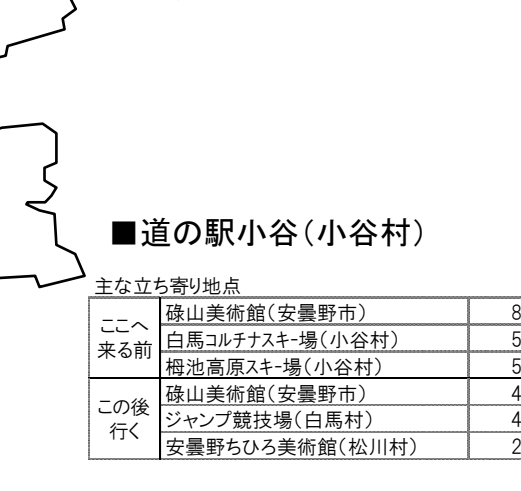 ■道の駅小谷（小谷村）
主な立ち寄り地点
ここへ
来る前
碌山美術館（安曇野市） 8
白馬コルチナスキｰ場（小谷村） 5
栂池高原スキｰ場（小谷村） 5
この後
行く
碌山美術館（安曇野市） 4
ジャンプ競技場（白馬村） 4
安曇野ちひろ美術館（松川村） 2